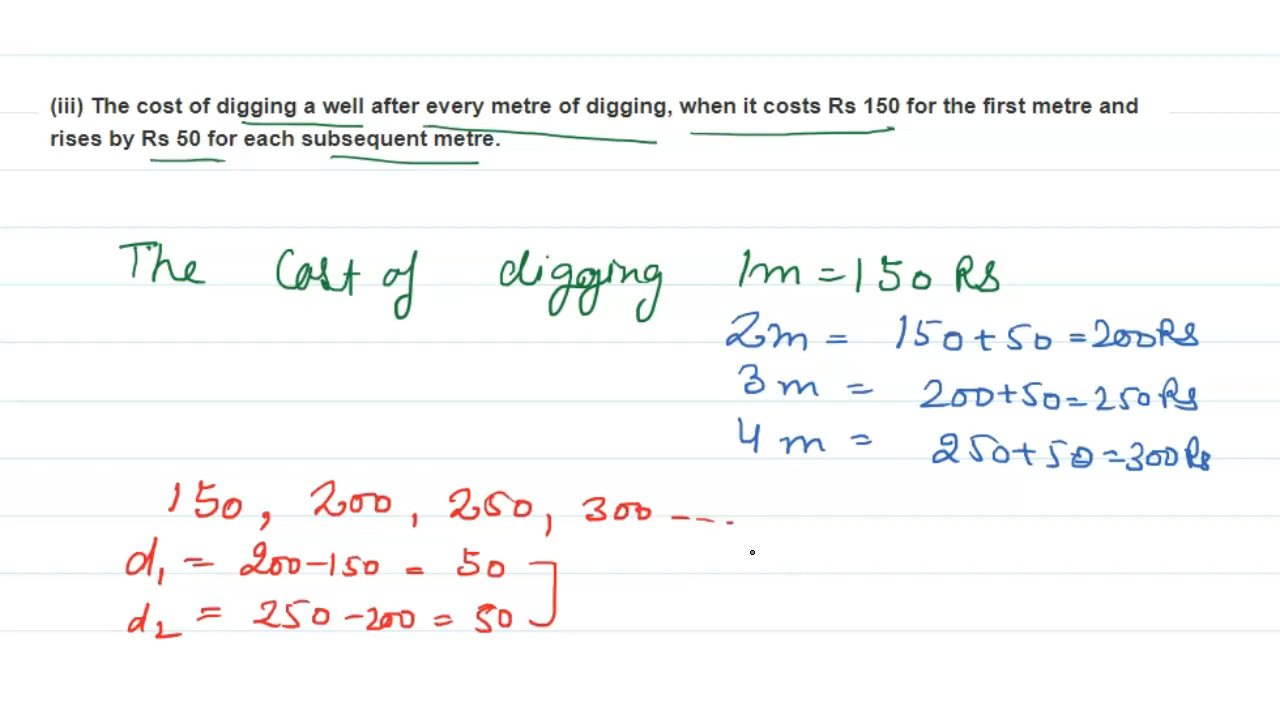 (iii) The cost of digging a well after every metre of digging, when it costs Rs 150 for the first metre and
rises by Rs 50 for each subsequent metre.
The Cost of digging 1m = 150 RS
2m = 150 + 50 = 200 RS
3m = 200 + 50 = 250 RS
4m = 250 + 50 = 300 Rs
150, 200, 250, 300 ----
d₁ = 200 - 150 = 50
d₂ = 250 - 200 = 50